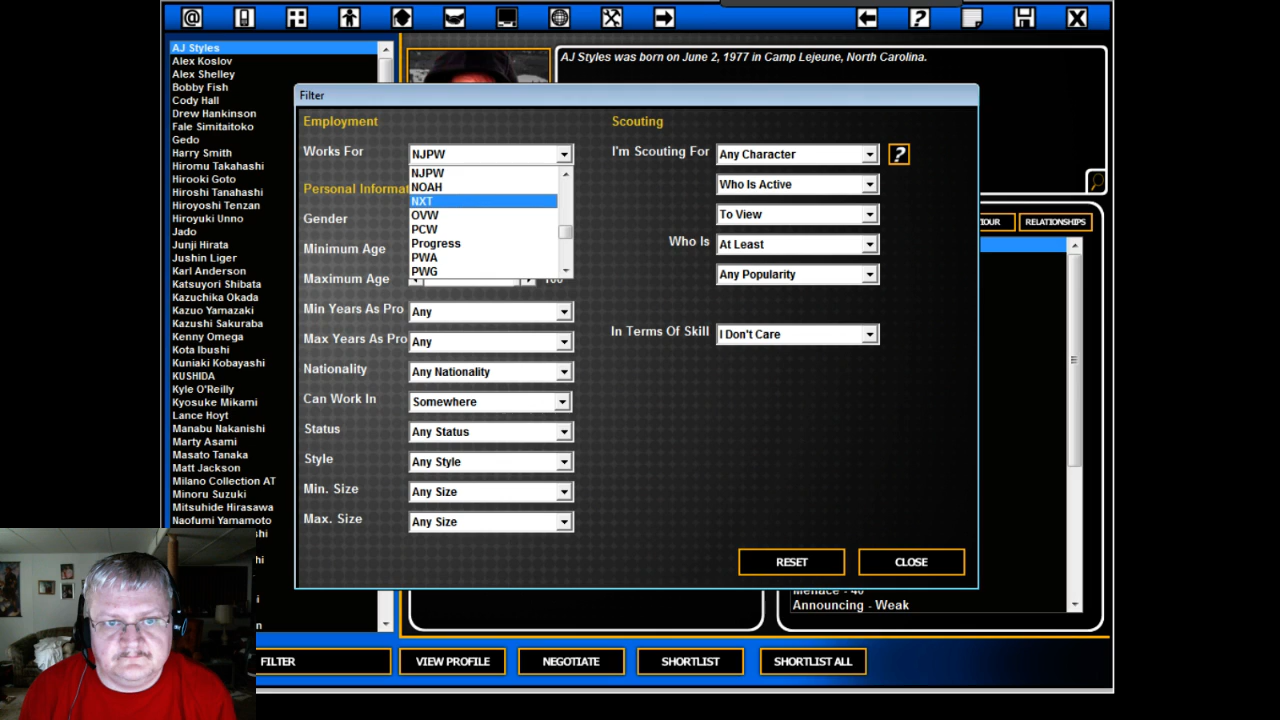 AJ Styles
Alex Koslov
Alex Shelley
Bobby Fish
Cody Hall
Drew Hankinson
Fale Simitaitoko
Gedo
Harry Smith
Hiromu Takahashi
Hirooki Goto
Hiroshi Tanahashi
Hiroyoshi Tenzan
Hiroyuki Unno
Jado
Junji Hirata
Jushin Liger
Karl Anderson
Katsuyori Shibata
Kazuchika Okada
Kazuo Yamazaki
Kazushi Sakuraba
Kenny Omega
Kota Ibushi
Kuniaki Kobayashi
KUSHIDA
Kyle O'Reilly
Kyosuke Mikami
Lance Hoyt
Manabu Nakanishi
Marty Asami
Masato Tanaka
Matt Jackson
Milano Collection AT
Minoru Suzuki
Mitsuhide Hirasawa
Naofumi Yamamoto
AJ Styles was born on June 2, 1977 in Camp Lejeune, North Carolina.
Filter
Employment
Works For NJPW
NJPW
NOAH
NXT
OVW
PCW
Progress
PWA
PWG
Personal Informat
Gender
Minimum Age
Maximum Age 100
Min Years As Pro Any
Max Years As Pro Any
Nationality Any Nationality
Can Work In Somewhere
Status Any Status
Style Any Style
Min. Size Any Size
Max. Size Any Size
Scouting
I'm Scouting For Any Character ?
Who Is Active
To View
Who Is At Least
Any Popularity
In Terms Of Skill I Don't Care
RESET CLOSE
IOUR RELATIONSHIPS
Menace - 40
Announcing - Weak
FILTER VIEW PROFILE NEGOTIATE SHORTLIST SHORTLIST ALL